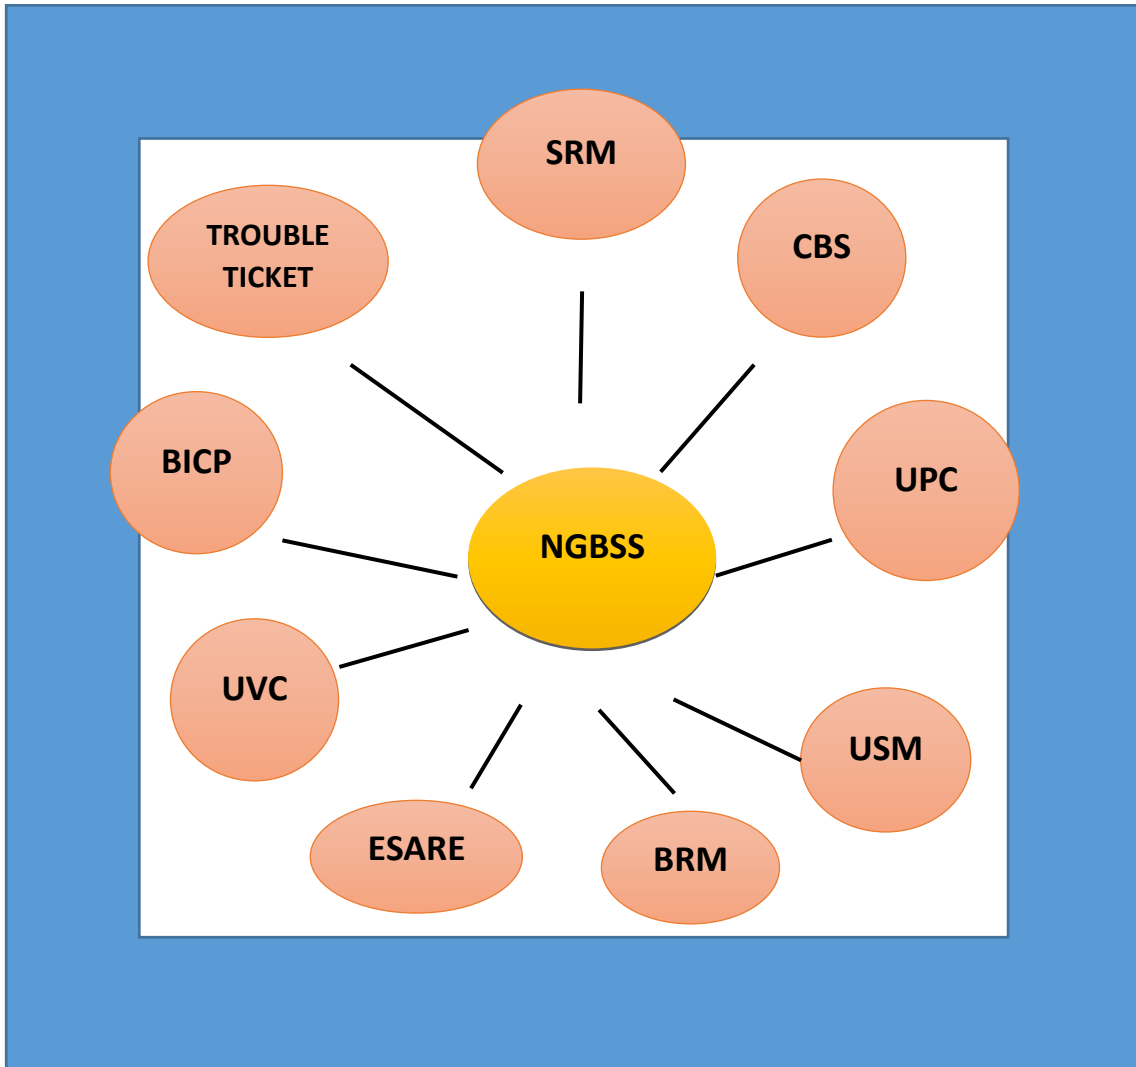 SRM
TROUBLE
TICKET
CBS
BICP
UPC
NGBSS
UVC
USM
ESARE
BRM